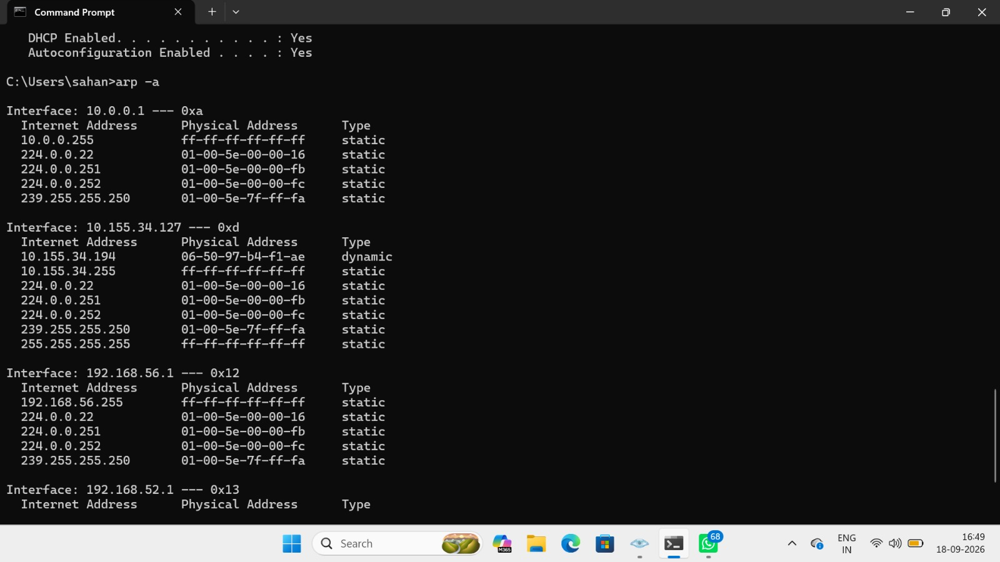 Command Prompt
DHCP Enabled. . . . . . . . . . . : Yes
Autoconfiguration Enabled . . . . : Yes
C:\Users\sahan>arp -a
Interface: 10.0.0.1 --- 0xa
Internet Address Physical Address Type
10.0.0.255 ff-ff-ff-ff-ff-ff static
224.0.0.22 01-00-5e-00-00-16 static
224.0.0.251 01-00-5e-00-00-fb static
224.0.0.252 01-00-5e-00-00-fc static
239.255.255.250 01-00-5e-7f-ff-fa static
Interface: 10.155.34.127 --- 0xd
Internet Address Physical Address Type
10.155.34.194 06-50-97-b4-f1-ae dynamic
10.155.34.255 ff-ff-ff-ff-ff-ff static
224.0.0.22 01-00-5e-00-00-16 static
224.0.0.251 01-00-5e-00-00-fb static
224.0.0.252 01-00-5e-00-00-fc static
239.255.255.250 01-00-5e-7f-ff-fa static
255.255.255.255 ff-ff-ff-ff-ff-ff static
Interface: 192.168.56.1 --- 0x12
Internet Address Physical Address Type
192.168.56.255 ff-ff-ff-ff-ff-ff static
224.0.0.22 01-00-5e-00-00-16 static
224.0.0.251 01-00-5e-00-00-fb static
224.0.0.252 01-00-5e-00-00-fc static
239.255.255.250 01-00-5e-7f-ff-fa static
Interface: 192.168.52.1 --- 0x13
Internet Address Physical Address Type
Search
M365
68
ENG
IN
16:49
18-09-2026